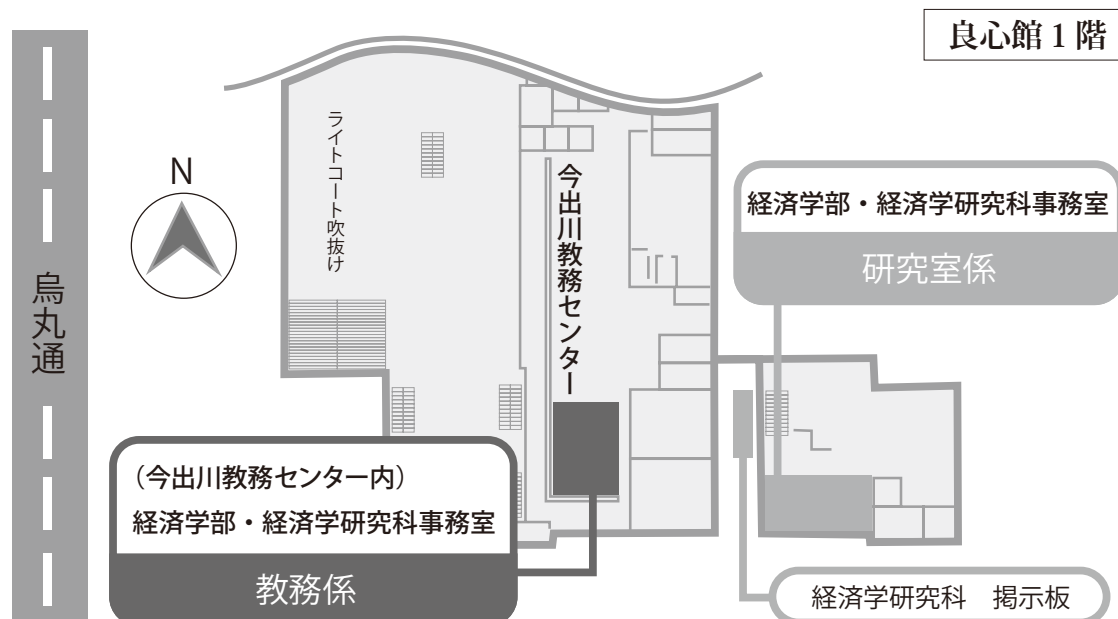 良心館1階
N
烏丸通
ライトコート吹抜け
今出川教務センター
経済学部・経済学研究科事務室
研究室係
(今出川教務センター内)
経済学部・経済学研究科事務室
教務係
経済学研究科　掲示板